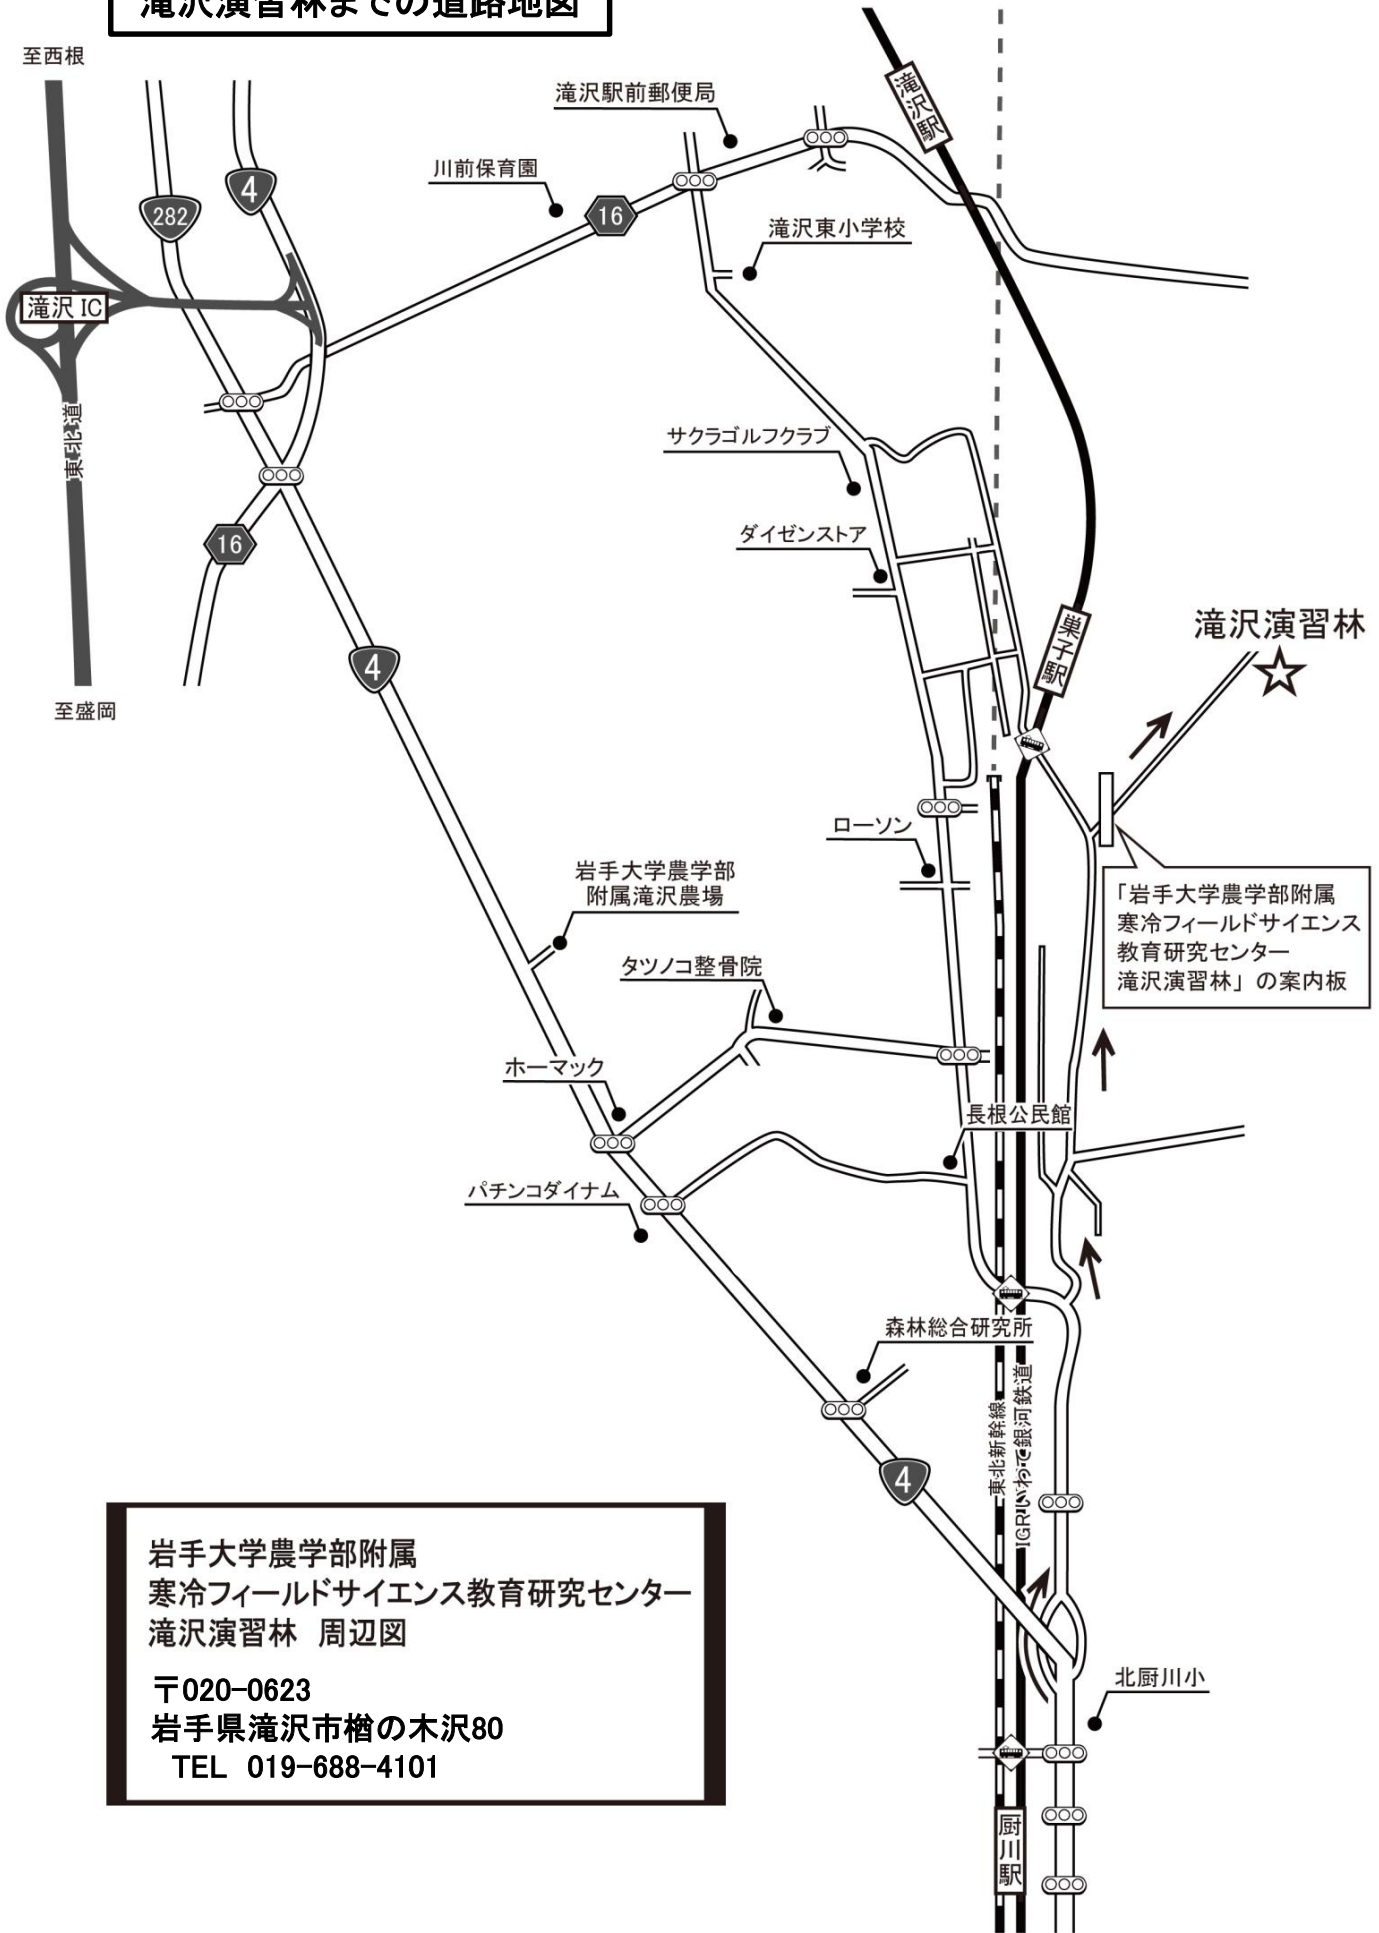 滝沢演習林までの道路地図
至西根
滝沢駅
滝沢駅前郵便局
川前保育園
4
282
16
滝沢東小学校
滝沢 IC
東北道
サクラゴルフクラブ
ダイゼンストア
16
巣子駅
滝沢演習林
4
至盛岡
ローソン
岩手大学農学部
附属滝沢農場
「岩手大学農学部附属
寒冷フィールドサイエンス
教育研究センター
滝沢演習林」の案内板
タツノコ整骨院
ホーマック
長根公民館
パチンコダイナム
森林総合研究所
東北新幹線
IGRいわて銀河鉄道
4
岩手大学農学部附属
寒冷フィールドサイエンス教育研究センター
滝沢演習林 周辺図
〒020-0623
岩手県滝沢市楢の木沢80
TEL 019-688-4101
北厨川小
厨川駅